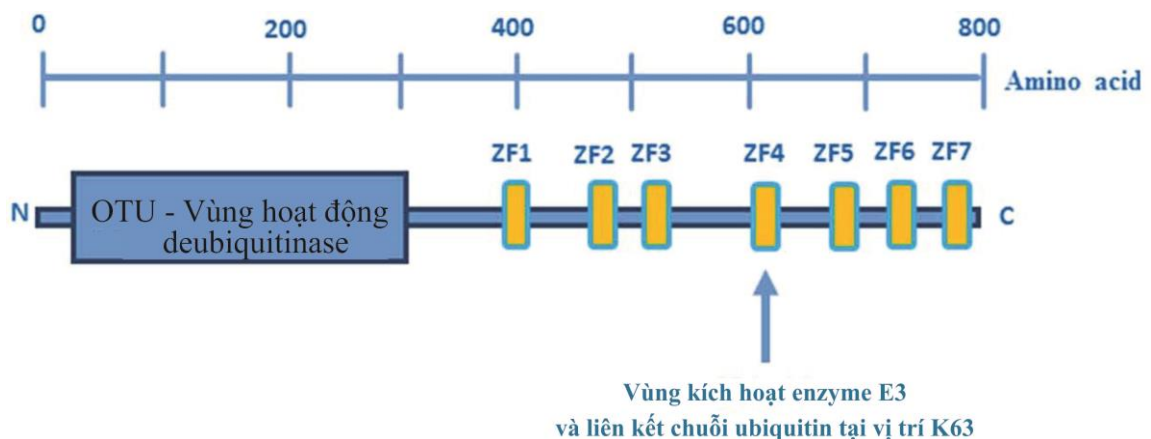 0 200 400 600 800
Amino acid
ZF1 ZF2 ZF3 ZF4 ZF5 ZF6 ZF7
N OTU - Vùng hoạt động C
deubiquitinase
Vùng kích hoạt enzyme E3
và liên kết chuỗi ubiquitin tại vị trí K63